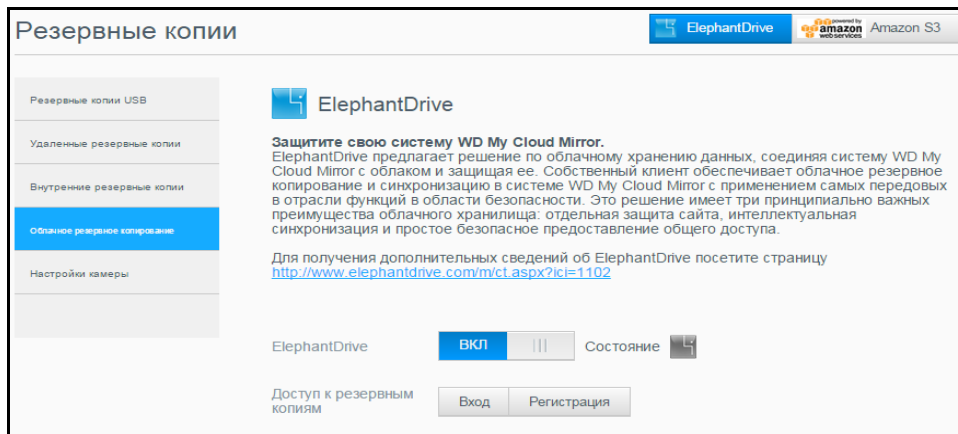 Резервные копии
ElephantDrive
powered by
amazon
webservices
Amazon S3
Резервные копии USB
Удаленные резервные копии
Внутренние резервные копии
Облачное резервное копирование
Настройки камеры
ElephantDrive
Защитите свою систему WD My Cloud Mirror.
ElephantDrive предлагает решение по облачному хранению данных, соединяя систему WD My
Cloud Mirror с облаком и защищая ее. Собственный клиент обеспечивает облачное резервное
копирование и синхронизацию в системе WD My Cloud Mirror с применением самых передовых
в отрасли функций в области безопасности. Это решение имеет три принципиально важных
преимущества облачного хранилища: отдельная защита сайта, интеллектуальная
синхронизация и простое безопасное предоставление общего доступа.
Для получения дополнительных сведений об ElephantDrive посетите страницу
http://www.elephantdrive.com/m/ct.aspx?ici=1102
ElephantDrive ВКЛ Состояние
Доступ к резервным
копиям
Вход Регистрация